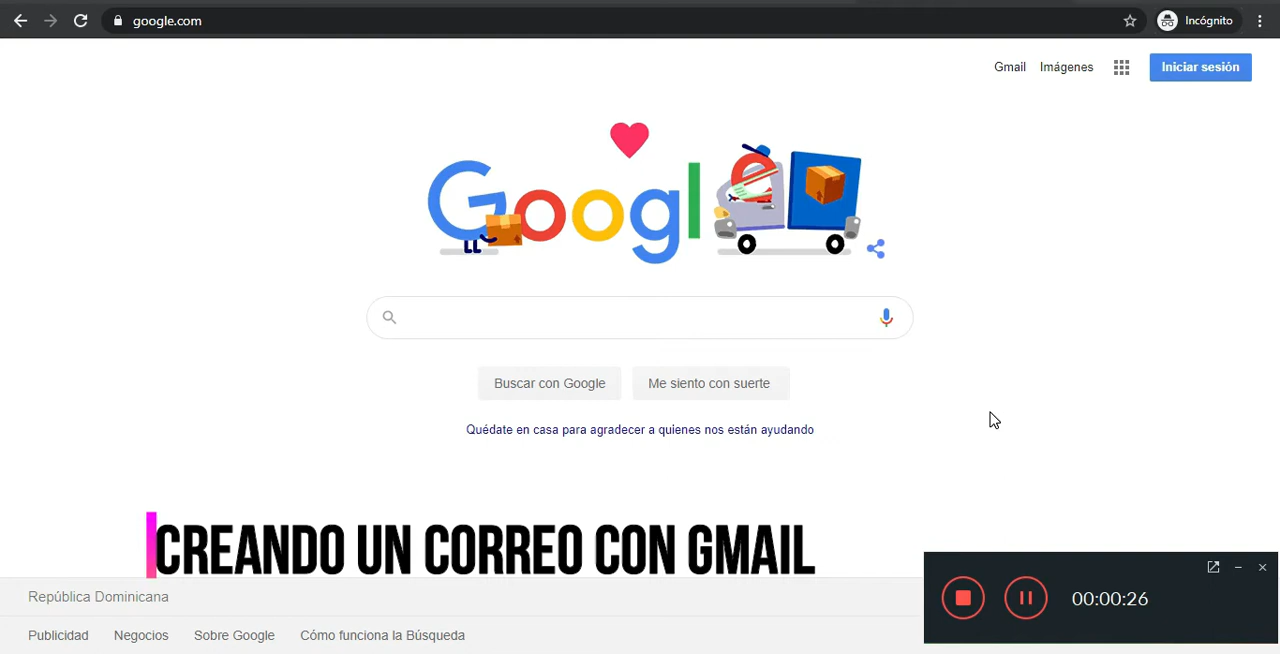 google.com
Incógnito
Gmail Imágenes
Iniciar sesión
Google
Buscar con Google Me siento con suerte
Quédate en casa para agradecer a quienes nos están ayudando
CREANDO UN CORREO CON GMAIL
00:00:26
República Dominicana
Publicidad Negocios Sobre Google Cómo funciona la Búsqueda